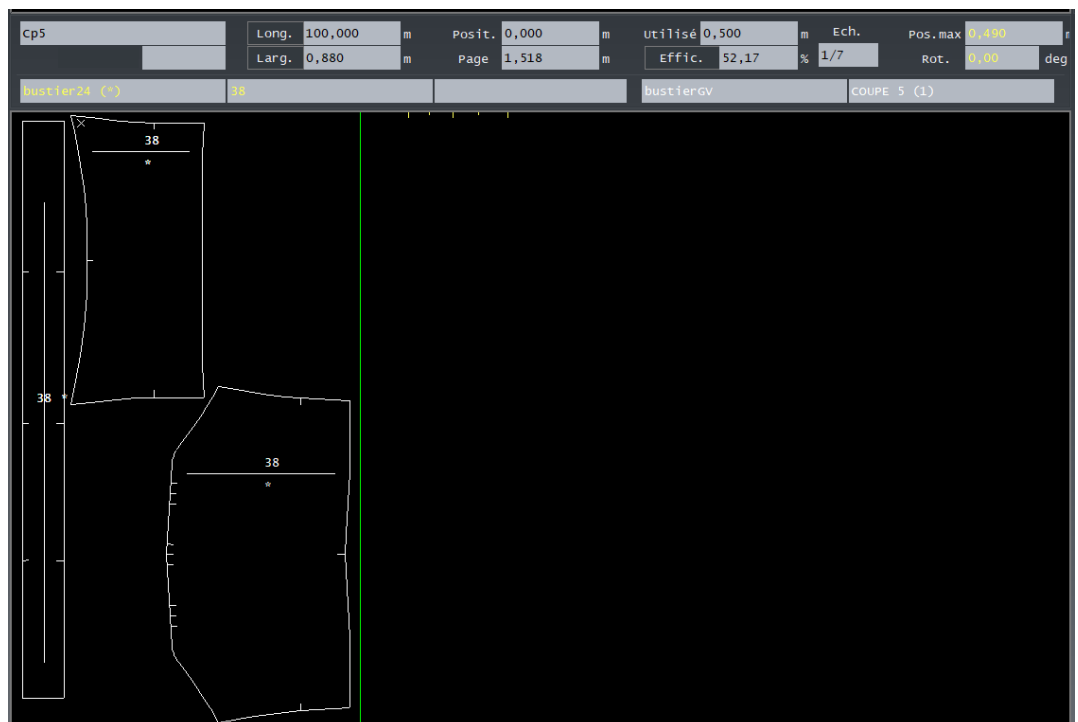 Cp5 Long. 100,000 m Posit. 0,000 m Utilisé 0,500 m Ech. Pos.max 0,490
Larg. 0,880 m Page 1,518 m Effic. 52,17 % 1/7 Rot. 0,00 deg
bustier24 (*) 38 bustierGV COUPE 5 (1)
38
*
38 *
38
*